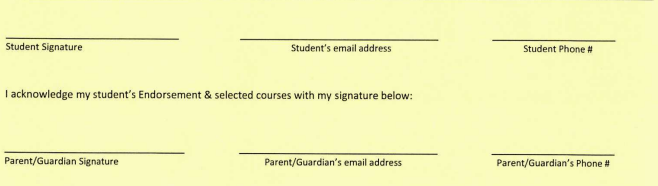 Student Signature Student's email address Student Phone #
I acknowledge my student's Endorsement & selected courses with my signature below:
Parent/Guardian Signature Parent/Guardian's email address Parent/Guardian's Phone #